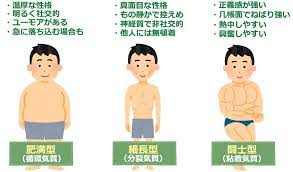 ・温厚な性格
・明るく社交的
・ユーモアがある
・急に落ち込む場合も
・真面目な性格
・もの静かで控えめ
・神経質で非社交的
・他人には無頓着
・正義感が強い
・几帳面でねばり強い
・熱中しやすい
・興奮しやすい
肥満型
(循環気質)
細長型
(分裂気質)
闘士型
(粘着気質)